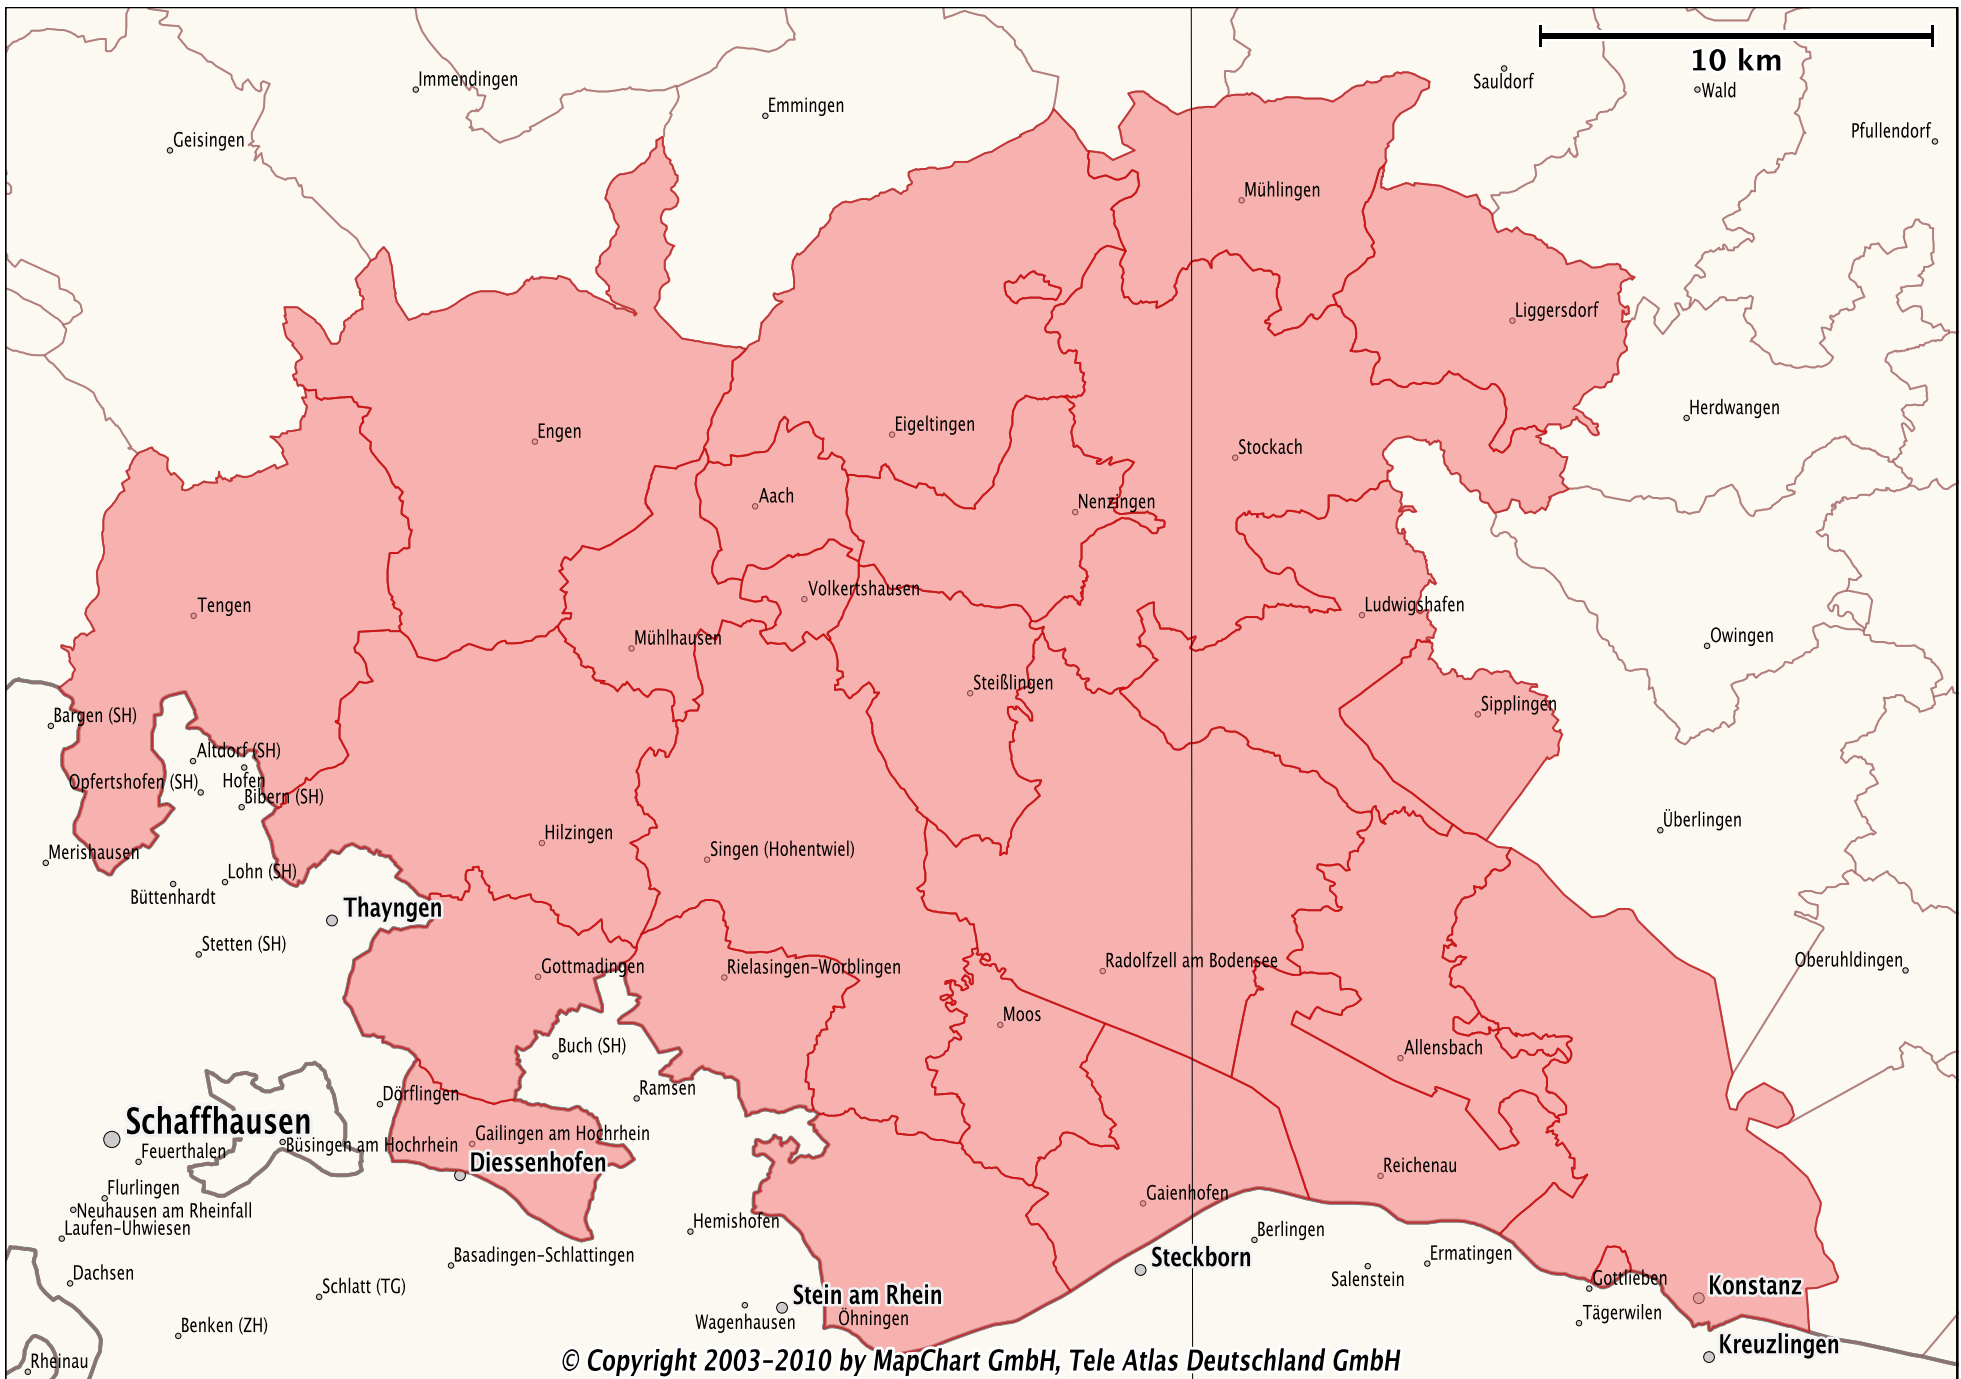 10 km
Sauldorf
Immendingen
Wald
Emmingen
Pfullendorf
Geisingen
Mühlingen
Liggersdorf
Herdwangen
Eigeltingen
Engen
Stockach
Aach
Nenzingen
Volkertshausen
Tengen
Ludwigshafen
Owingen
Mühlhausen
Steißlingen
Sipplingen
Bargen (SH)
Altdorf (SH)
Opfertshofen (SH)
Hofen
Bibern (SH)
Überlingen
Hilzingen
Singen (Hohentwiel)
Merishausen
Lohn (SH)
Büttenhardt
Thayngen
Stetten (SH)
Gottmadingen
Rielasingen-Worblingen
Radolfzell am Bodensee
Oberuhldingen
Moos
Buch (SH)
Allensbach
Ramsen
Dörflingen
Schaffhausen
Gailingen am Hochrhein
Büsingen am Hochrhein
Feuerthalen
Diessenhofen
Reichenau
Flurlingen
Gaienhofen
Neuhausen am Rheinfall
Laufen-Uhwiesen
Hemishofen
Berlingen
Basadingen-Schlattingen
Steckborn
Ermatingen
Dachsen
Salenstein
Gottlieben
Schlatt (TG)
Konstanz
Stein am Rhein
Tägerwilen
Wagenhausen
Öhningen
Benken (ZH)
Kreuzlingen
Rheinau
© Copyright 2003-2010 by MapChart GmbH, Tele Atlas Deutschland GmbH